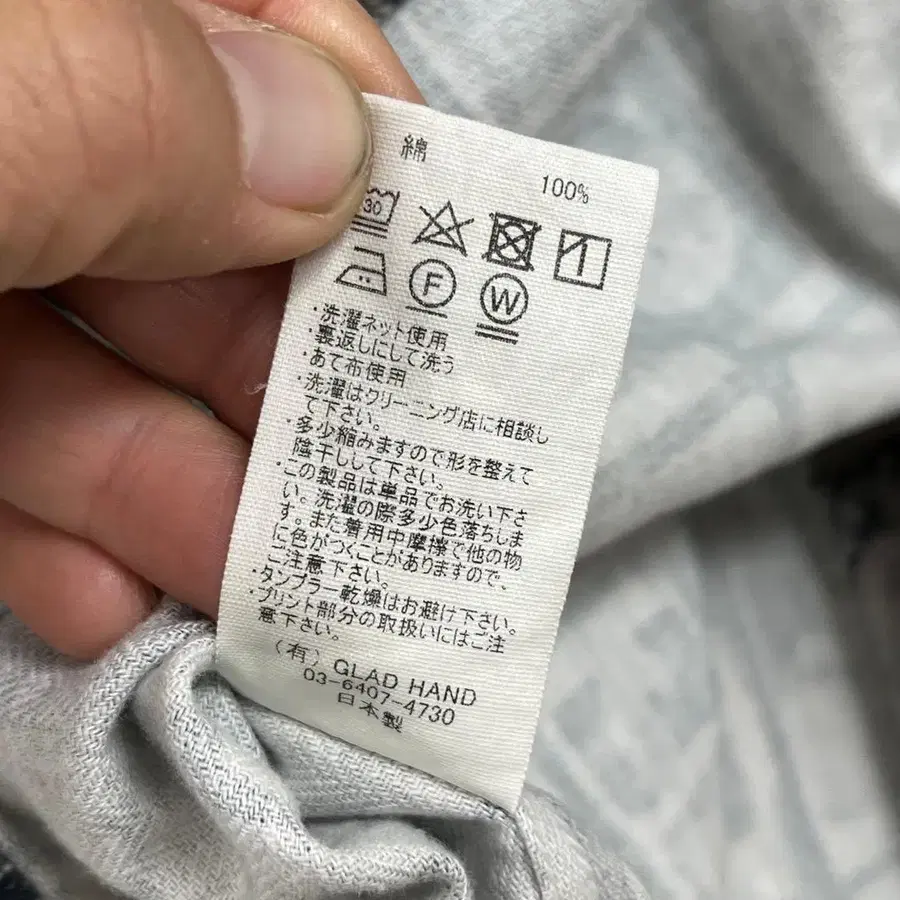 綿
100%
30
F W
・洗濯ネット使用
・裏返しにして洗う
・あて布使用
・洗濯はクリーニング店に相談し
て下さい。
・多少縮みますので形を整えて
陰干しして下さい。
・この製品は単品でお洗い下さ
い。洗濯の際多少色落ちしま
す。また着用中摩擦で他の物
に色がつくことがありますので、
ご注意下さい。
・タンブラー乾燥はお避け下さい。
・プリント部分の取扱いにはご注
意下さい。
(有) GLAD HAND
03-6407-4730
日本製